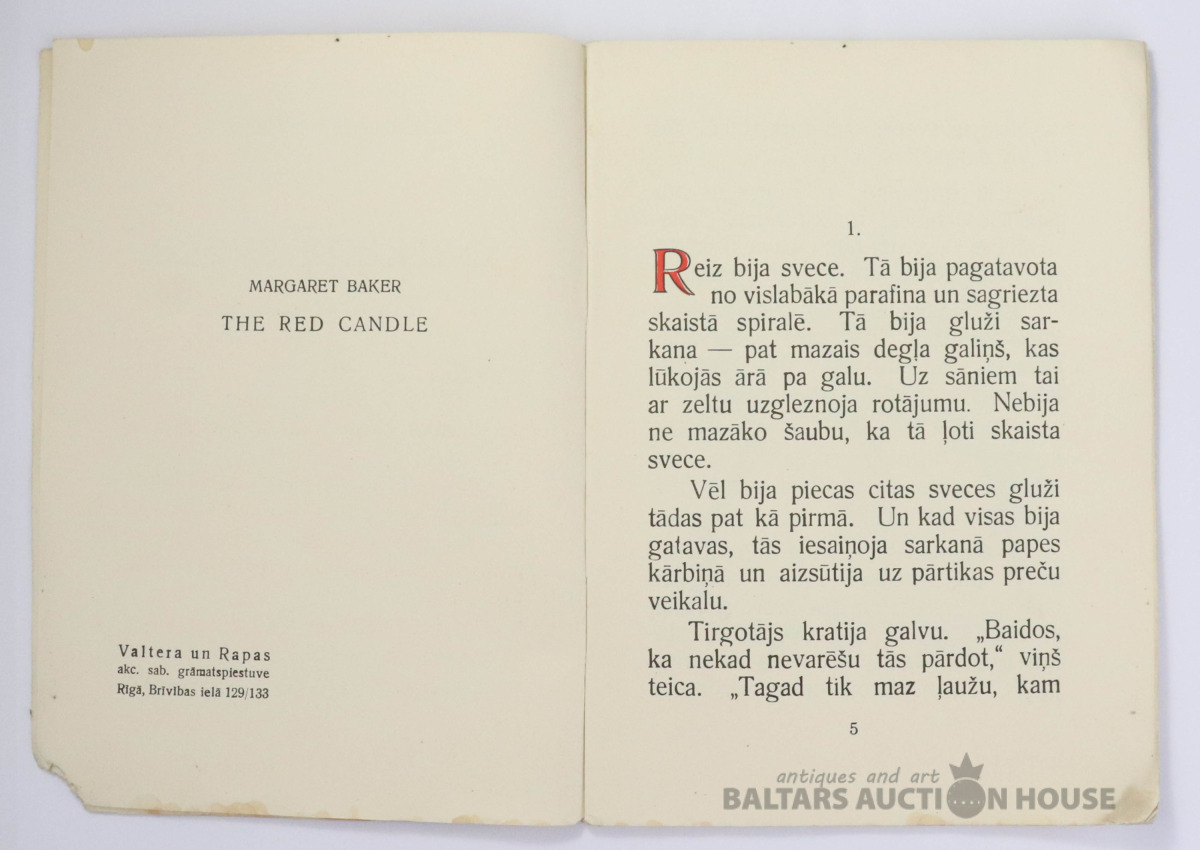 MARGARET BAKER
THE RED CANDLE
Valtera un Rapas
akc. sab. grāmatspiestuve
Rīgā, Brīvības ielā 129/133
1.
Reiz bija svece. Tā bija pagatavota
no vislabākā parafina un sagriezta
skaistā spiralē. Tā bija gluži sar-
kana — pat mazais degļa galiņš, kas
lūkojās ārā pa galu. Uz sāniem tai
ar zeltu uzgleznoja rotājumu. Nebija
ne mazāko šaubu, ka tā ļoti skaista
svece.
Vēl bija piecas citas sveces gluži
tādas pat kā pirmā. Un kad visas bija
gatavas, tās iesaiņoja sarkanā papes
kārbiņā un aizsūtija uz pārtikas preču
veikalu.
Tirgotājs kratija galvu. „Baidos,
ka nekad nevarēšu tās pārdot,“ viņš
teica. „Tagad tik maz ļaužu, kam
5
antiques and art
BALTARS AUCTION HOUSE